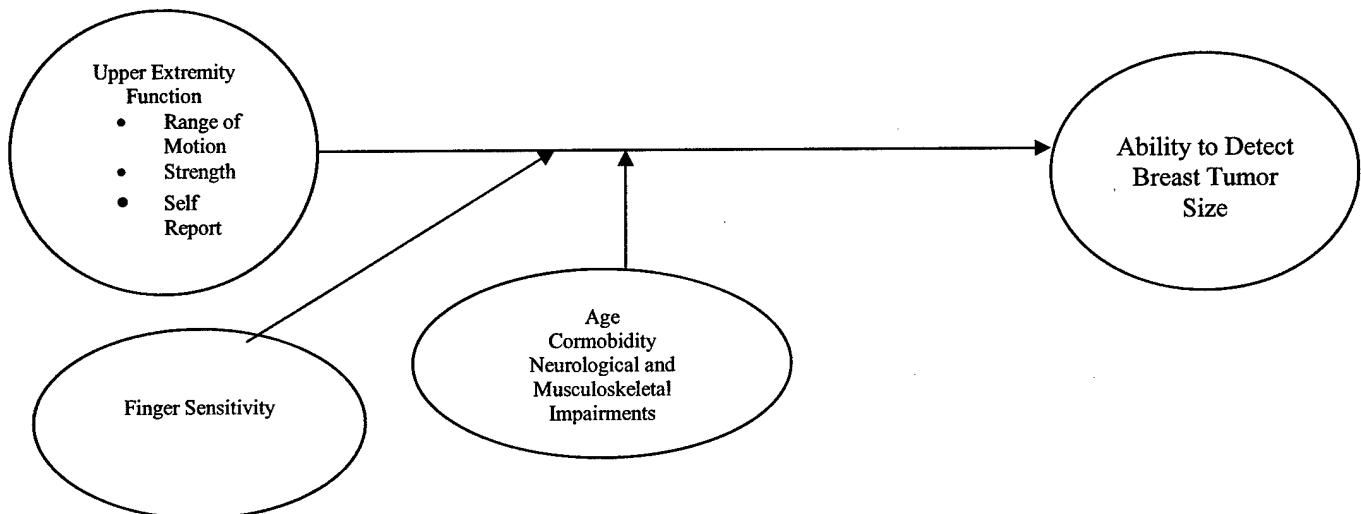 Upper Extremity
Function
• Range of
Motion
• Strength
• Self
Report
Ability to Detect
Breast Tumor
Size
Finger Sensitivity
Age
Cormobidity
Neurological and
Musculoskeletal
Impairments